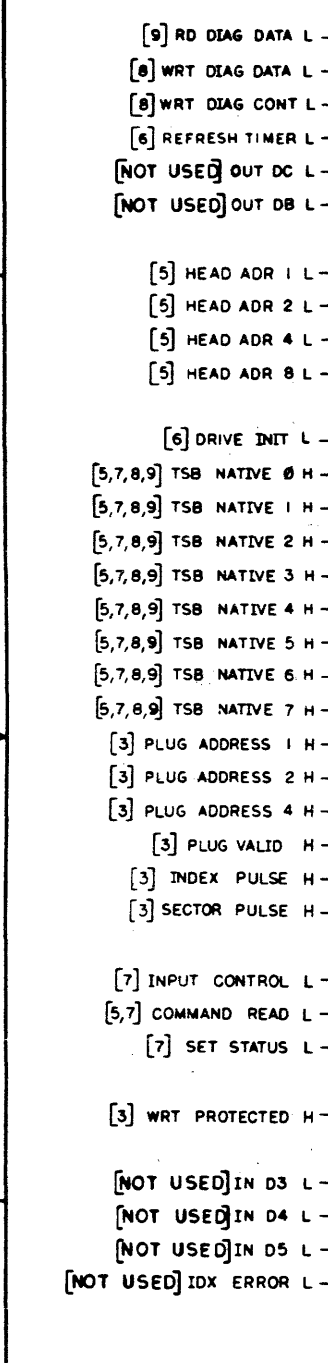 [9] RD DIAG DATA L
[8] WRT DIAG DATA L
[8] WRT DIAG CONT L
[6] REFRESH TIMER L
[NOT USED] OUT DC L
[NOT USED] OUT DB L
[5] HEAD ADR 1 L
[5] HEAD ADR 2 L
[5] HEAD ADR 4 L
[5] HEAD ADR 8 L
[6] DRIVE INIT L
[5,7,8,9] TSB NATIVE Ø H
[5,7,8,9] TSB NATIVE 1 H
[5,7,8,9] TSB NATIVE 2 H
[5,7,8,9] TSB NATIVE 3 H
[5,7,8,9] TSB NATIVE 4 H
[5,7,8,9] TSB NATIVE 5 H
[5,7,8,9] TSB NATIVE 6 H
[5,7,8,9] TSB NATIVE 7 H
[3] PLUG ADDRESS 1 H
[3] PLUG ADDRESS 2 H
[3] PLUG ADDRESS 4 H
[3] PLUG VALID H
[3] INDEX PULSE H
[3] SECTOR PULSE H
[7] INPUT CONTROL L
[5,7] COMMAND READ L
[7] SET STATUS L
[3] WRT PROTECTED H
[NOT USED] IN D3 L
[NOT USED] IN D4 L
[NOT USED] IN D5 L
[NOT USED] IDX ERROR L